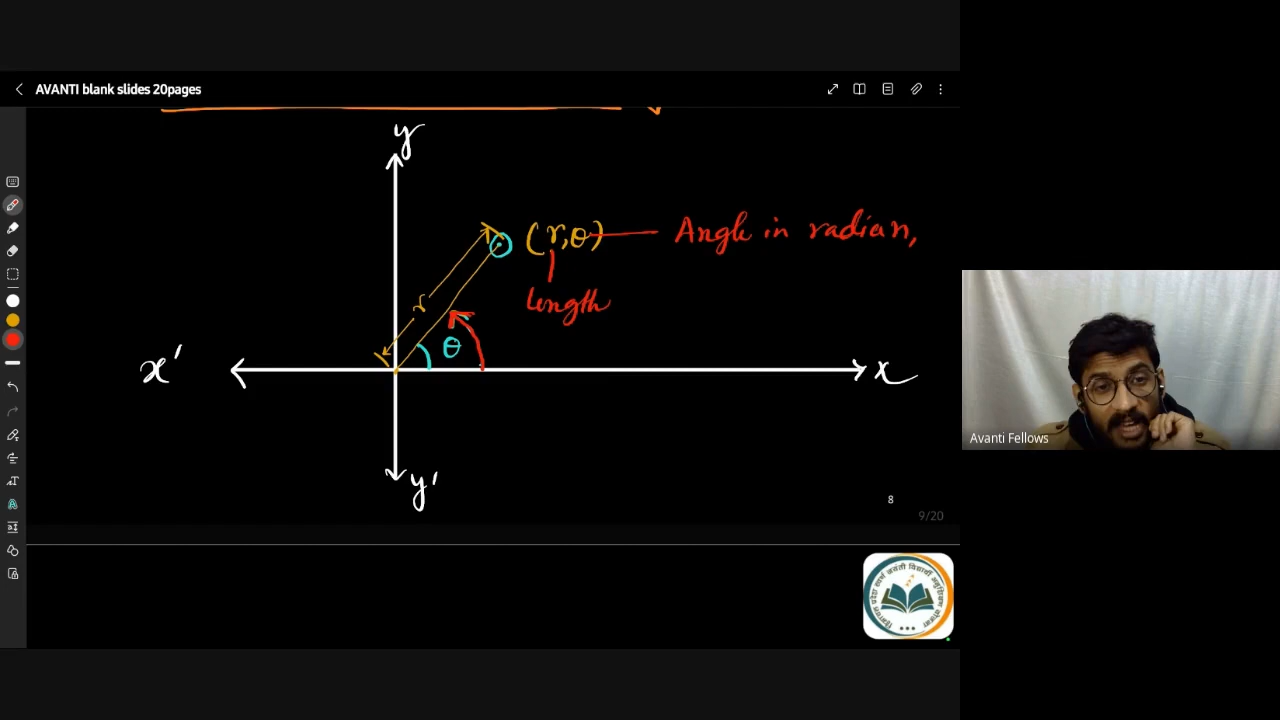 AVANTI blank slides 20pages
y
(r,θ) Angle in radian,
r
length
θ
x' x
y'
8
9/20
Avanti Fellows